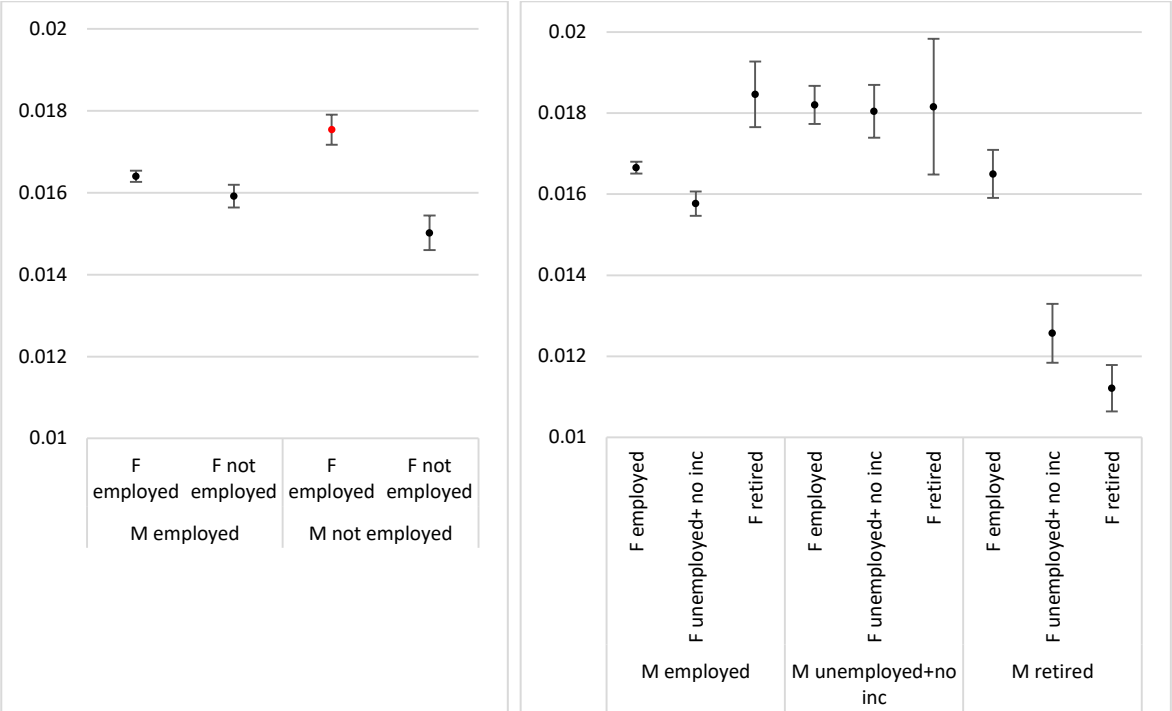 0.02
0.018
0.016
0.014
0.012
0.01
F employed
F not employed
F employed
F not employed
M employed
M not employed
0.02
0.018
0.016
0.014
0.012
0.01
F employed
F unemployed+ no inc
F retired
F employed
F unemployed+ no inc
F retired
F employed
F unemployed+ no inc
F retired
M employed
M unemployed+no
inc
M retired